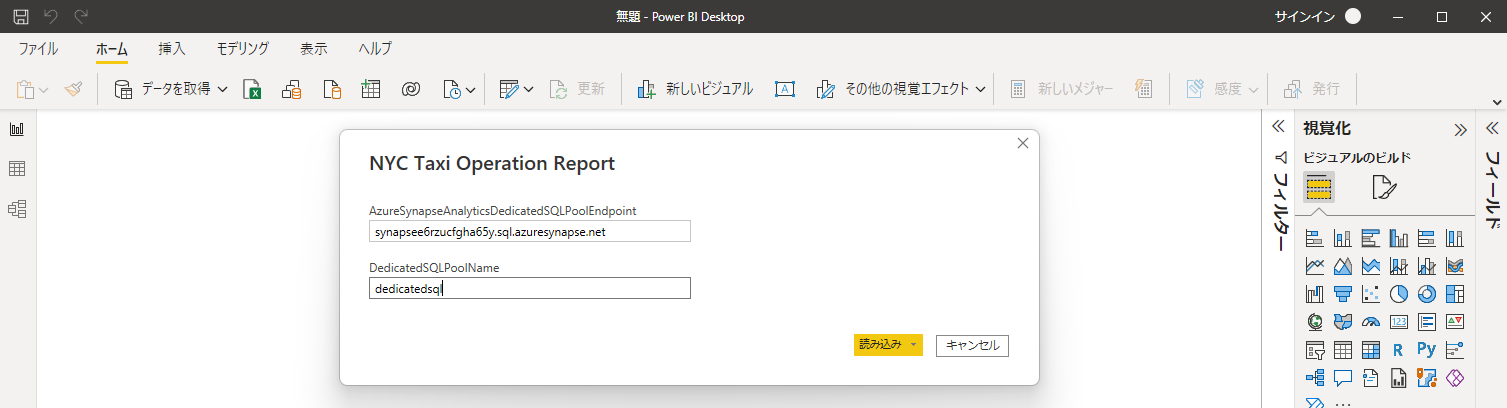 無題 - Power BI Desktop
サインイン
ファイル
ホーム
挿入
モデリング
表示
ヘルプ
データを取得
更新
新しいビジュアル
その他の視覚エフェクト
新しいメジャー
感度
発行
NYC Taxi Operation Report
AzureSynapseAnalyticsDedicatedSQLPoolEndpoint
synapsee6rzucfgha65y.sql.azuresynapse.net
DedicatedSQLPoolName
dedicatedsql
読み込み
キャンセル
フィルター
視覚化
ビジュアルのビルド
123
R
Py
フィールド